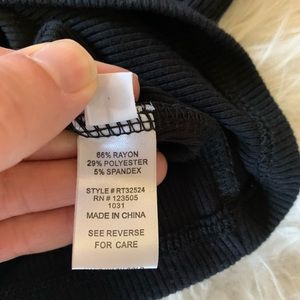 66% RAYON
29% POLYESTER
5% SPANDEX
STYLE # RT32524
RN # 123505
1031
MADE IN CHINA
SEE REVERSE
FOR CARE